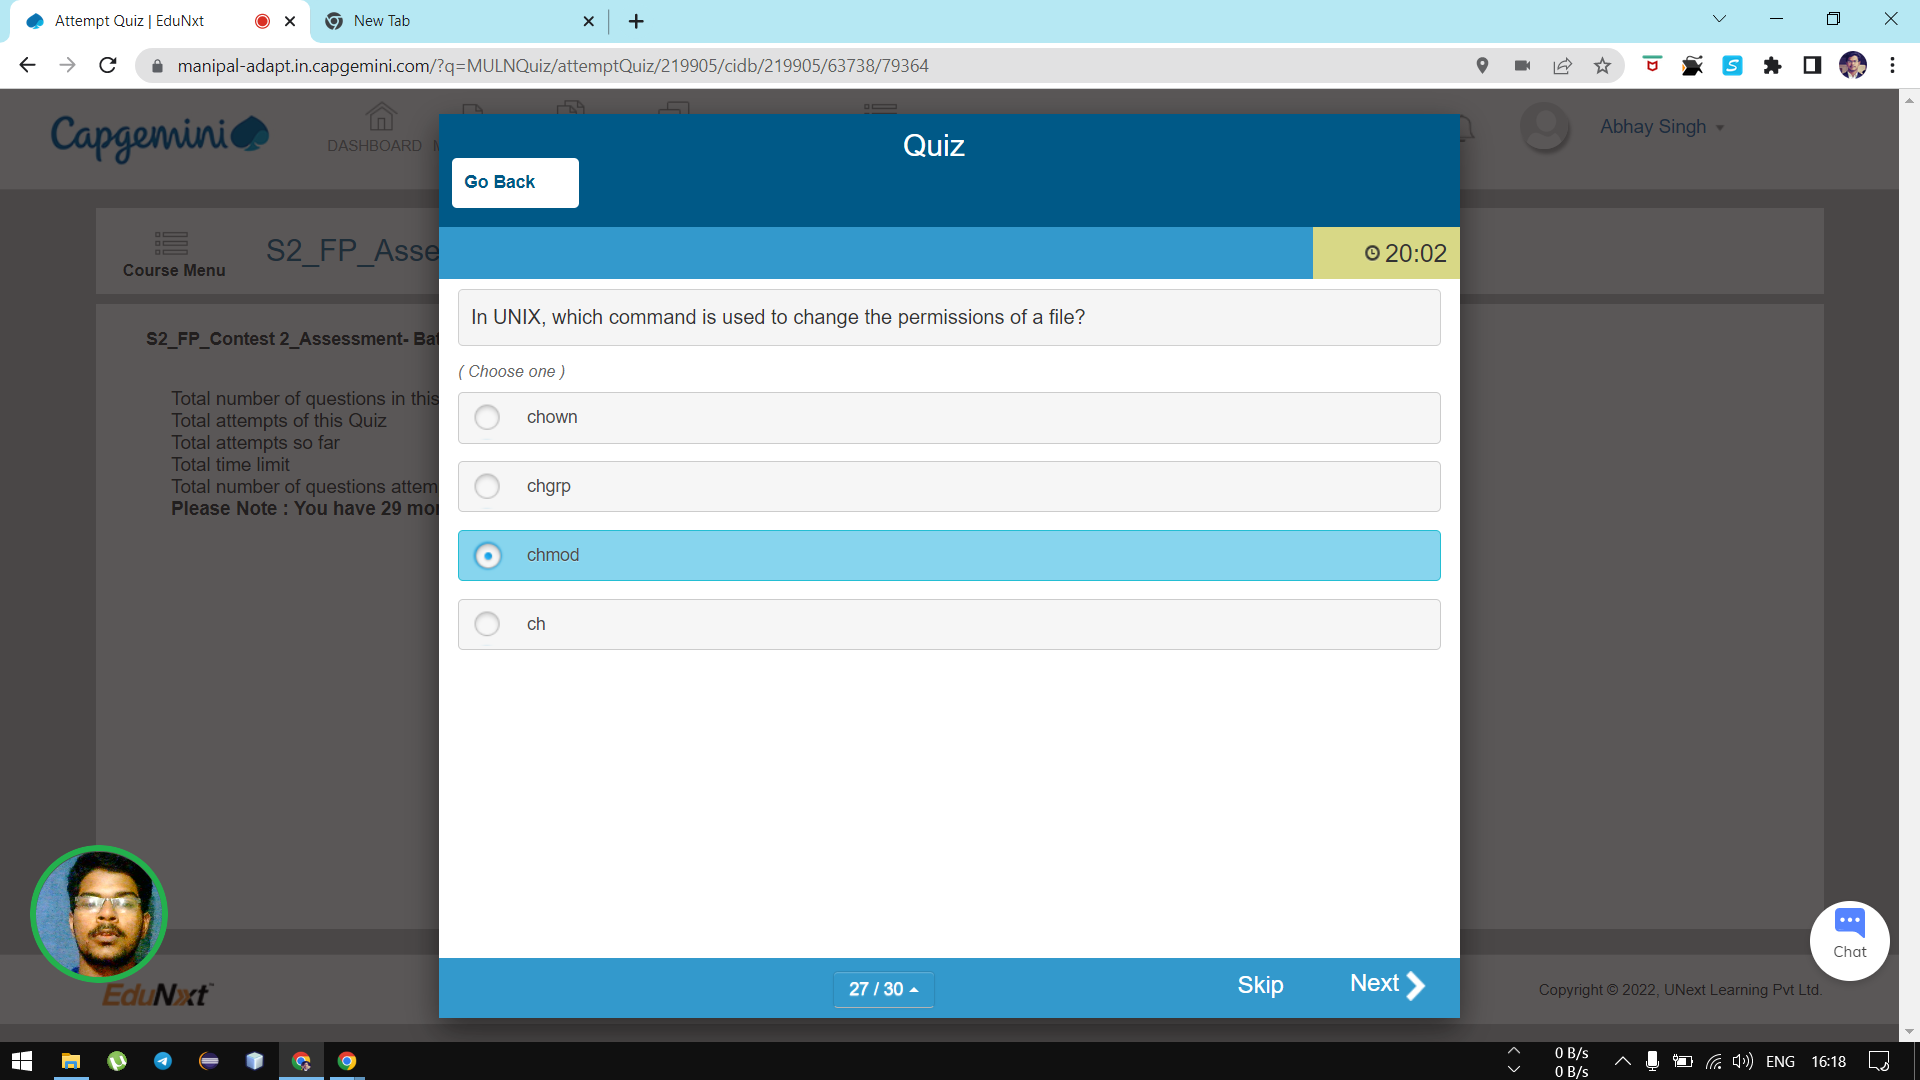 Attempt Quiz | EduNxt
New Tab
manipal-adapt.in.capgemini.com/?q=MULNQuiz/attemptQuiz/219905/cidb/219905/63738/79364
Capgemini
DASHBOARD
Abhay Singh
Quiz
Go Back
Course Menu
S2_FP_Asse
20:02
S2_FP_Contest 2_Assessment- Bat
Total number of questions in this
Total attempts of this Quiz
Total attempts so far
Total time limit
Total number of questions attem
Please Note : You have 29 mor
In UNIX, which command is used to change the permissions of a file?
( Choose one )
chown
chgrp
chmod
ch
Chat
EduNxt
27 / 30
Skip
Next
Copyright © 2022, UNext Learning Pvt Ltd.
0 B/s
0 B/s
ENG
16:18